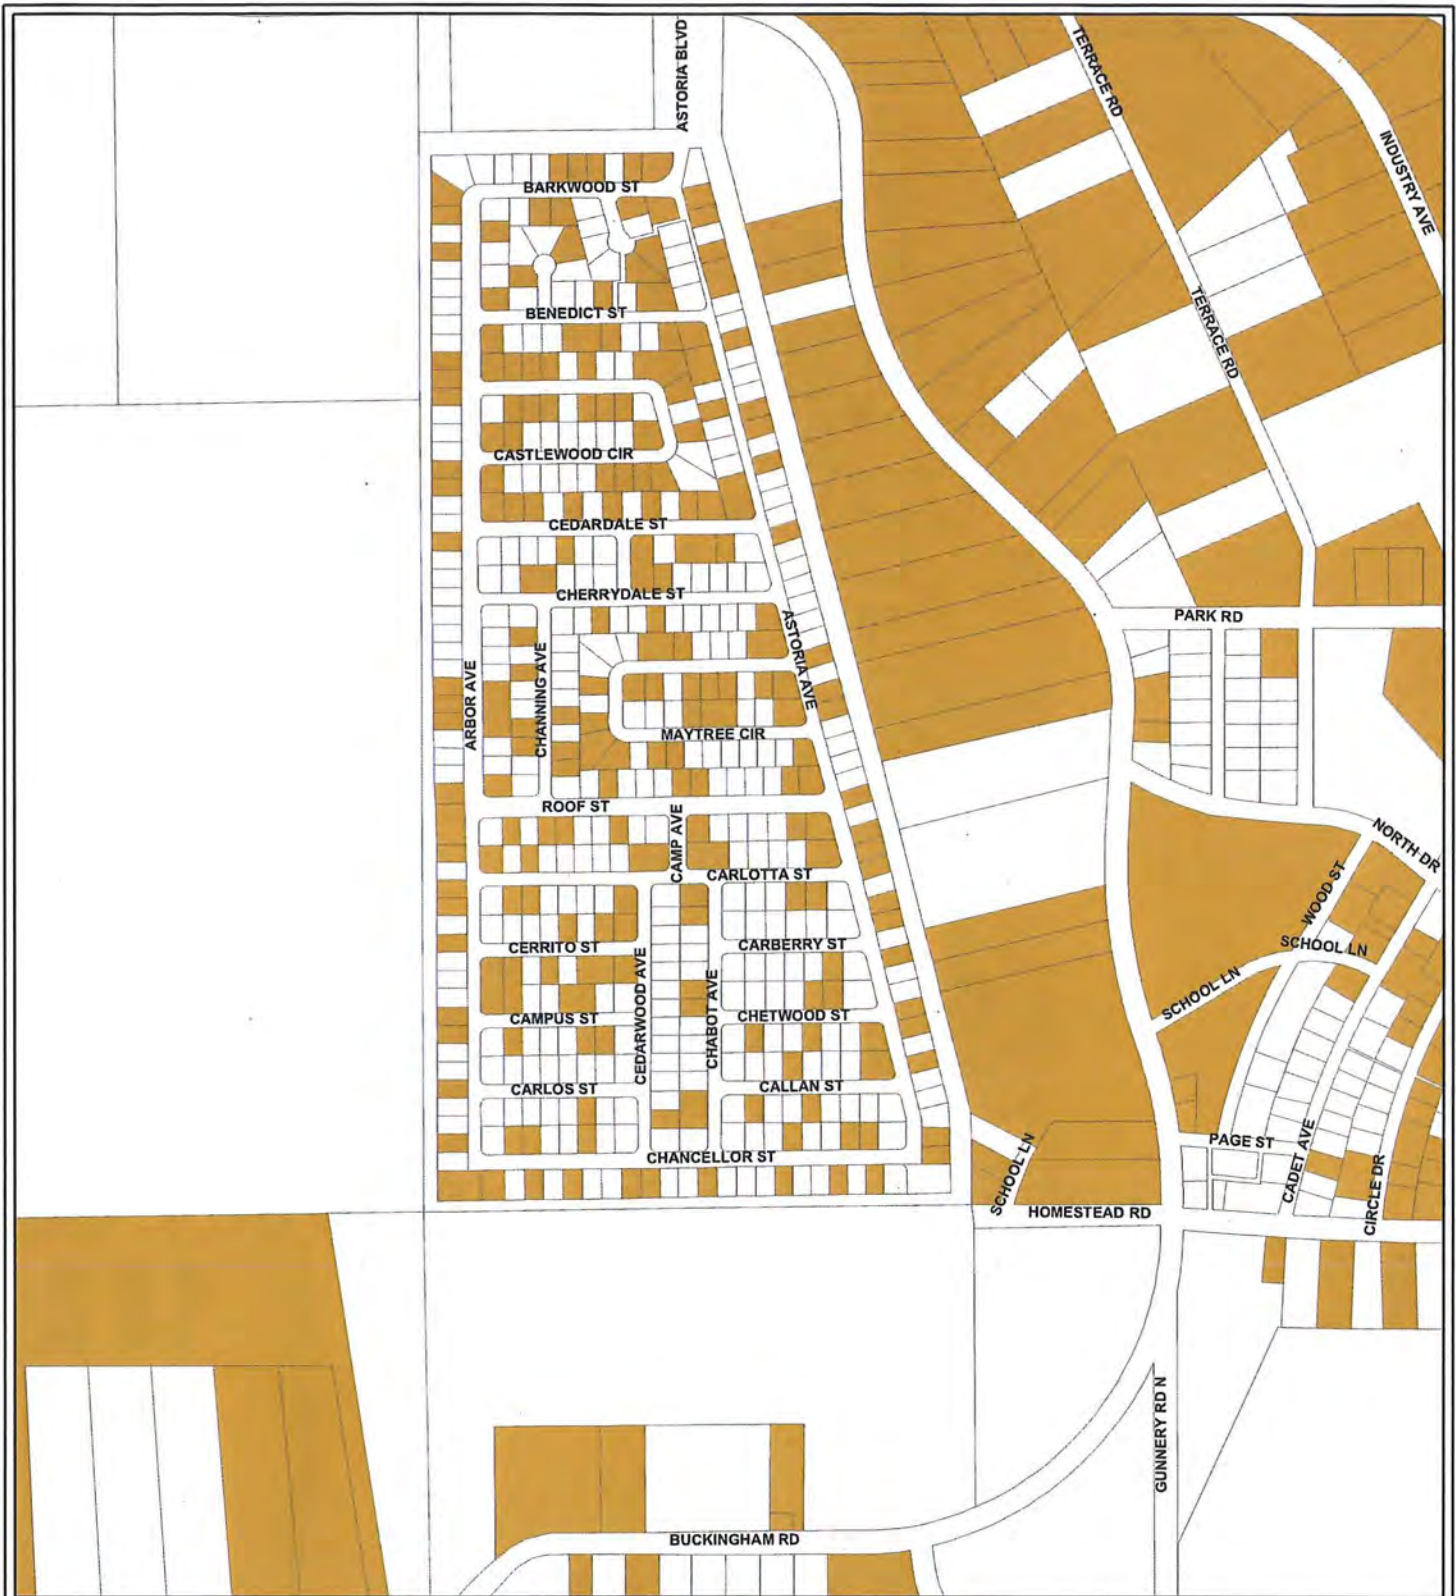 ASTORIA BLVD
TERRACE RD
INDUSTRY AVE
BARKWOOD ST
BENEDICT ST
TERRACE RD
CASTLEWOOD CIR
CEDARDALE ST
CHERRYDALE ST
PARK RD
ASTORIA AVE
ARBOR AVE
CHANNING AVE
MAYTREE CIR
ROOF ST
CAMP AVE
NORTH DR
CARLOTTA ST
WOOD ST
CERRITO ST
CARBERRY ST
SCHOOL LN
SCHOOL LN
CEDARWOOD AVE
CHABOT AVE
CAMPUS ST
CHETWOOD ST
CARLOS ST
CALLAN ST
CHANCELLOR ST
PAGE ST
CADET AVE
SCHOOL LN
CIRCLE DR
HOMESTEAD RD
GUNNERY RD N
BUCKINGHAM RD